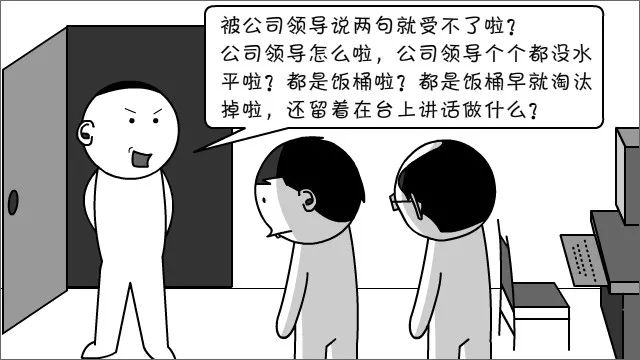 被公司领导说两句就受不了啦？
公司领导怎么啦，公司领导个个都没水
平啦？都是饭桶啦？都是饭桶早就淘汰
掉啦，还留着在台上讲话做什么？